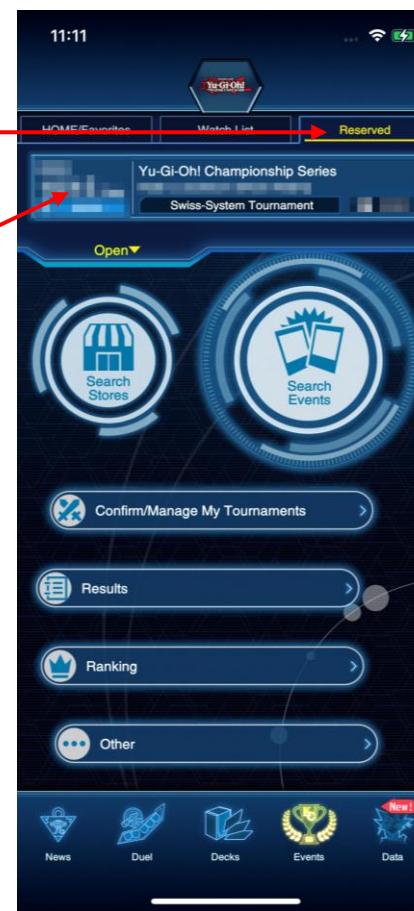 11:11
Yu-Gi-Oh!
HOME/Favorites Watch List Reserved
Yu-Gi-Oh! Championship Series
Swiss-System Tournament
Open▼
Search Stores
Search Events
Confirm/Manage My Tournaments
Results
Ranking
Other
New!
News Duel Decks Events Data